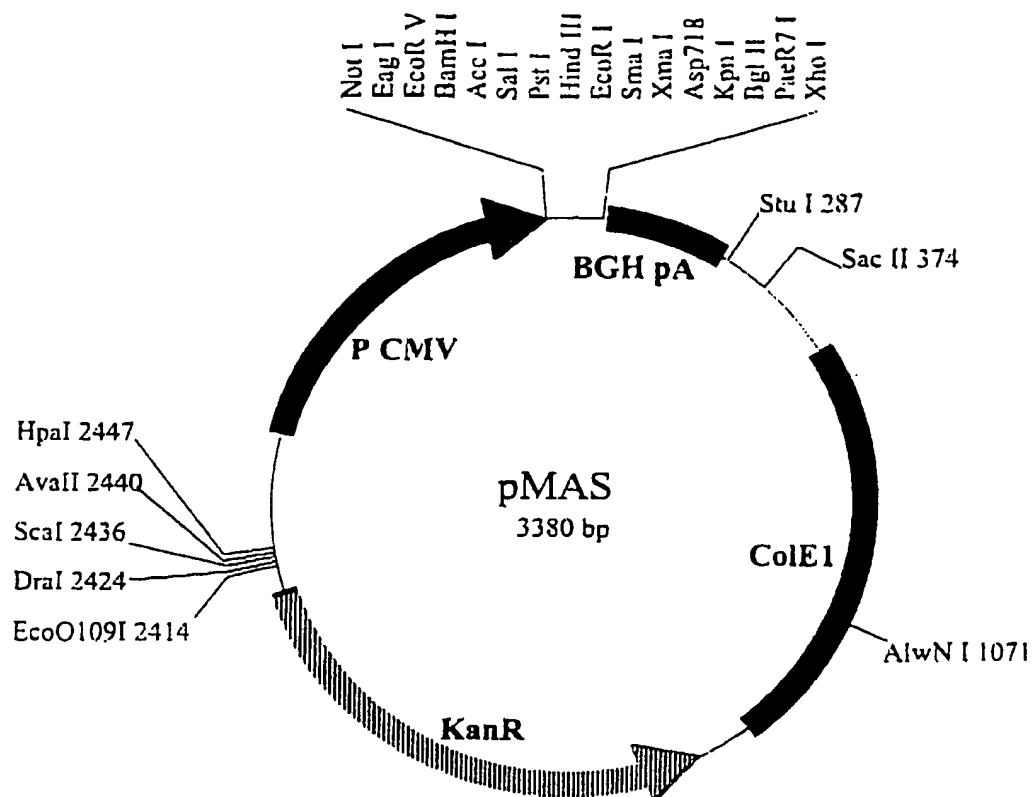 Not I
Eag I
EcoR V
BamH I
Acc I
Sal I
Pst I
Hind III
EcoR I
Sma I
Xma I
Asp718
Kpn I
Bgl II
PaeR7 I
Xho I
Stu I 287
Sac II 374
BGH pA
P CMV
HpaI 2447
AvaII 2440
ScaI 2436
DraI 2424
EcoO109I 2414
pMAS
3380 bp
ColE1
AlwN I 1071
KanR